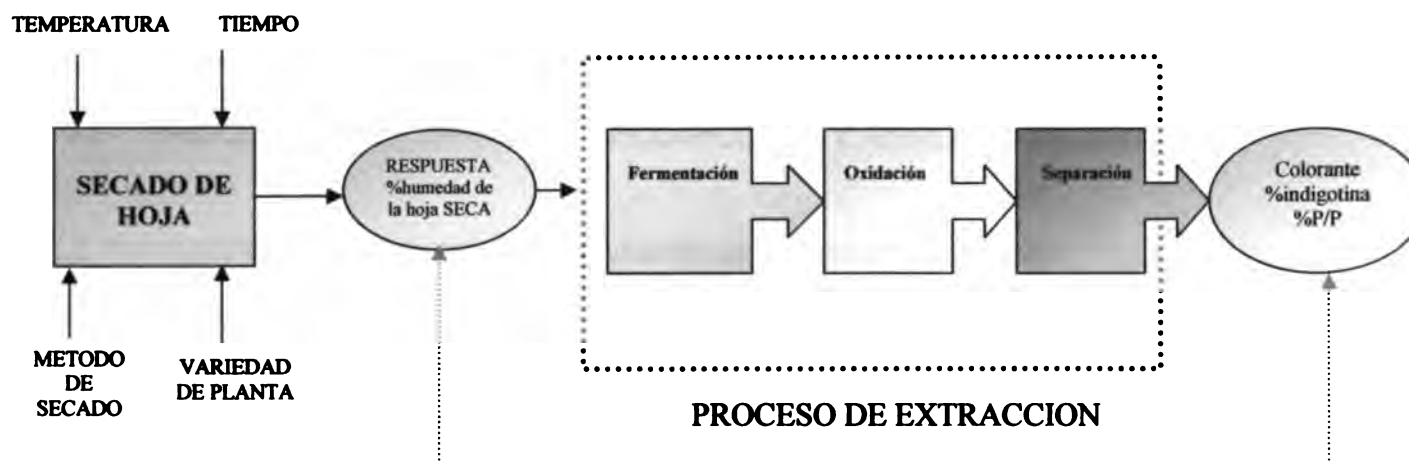 TEMPERATURA
TIEMPO
SECADO DE
HOJA
METODO
DE
SECADO
VARIEDAD
DE PLANTA
RESPUESTA
%humedad de
la hoja SECA
Fermentación
Oxidación
Separación
Colorante
%indigotina
%P/P
PROCESO DE EXTRACCION